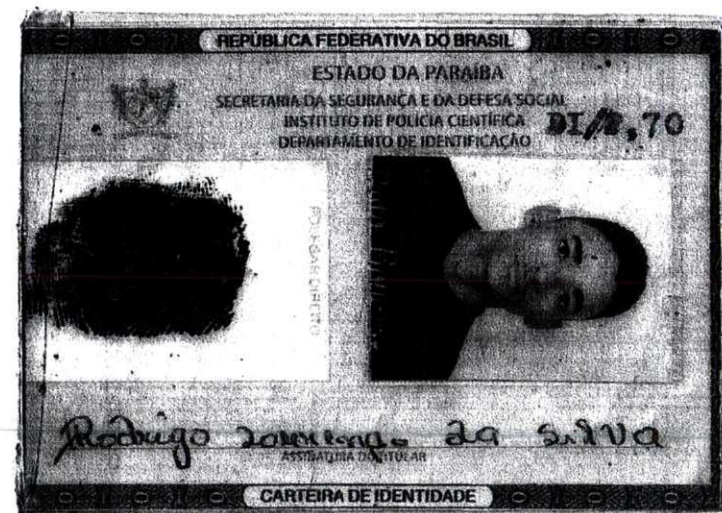 REPÚBLICA FEDERATIVA DO BRASIL
ESTADO DA PARAÍBA
SECRETARIA DA SEGURANÇA E DA DEFESA SOCIAL
INSTITUTO DE POLÍCIA CIENTÍFICA
DEPARTAMENTO DE IDENTIFICAÇÃO
POLEGAR DIREITO
Rodrigo da Silva
ASSINATURA DO TITULAR
CARTEIRA DE IDENTIDADE